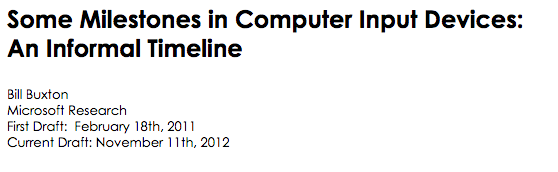 Some Milestones in Computer Input Devices:
An Informal Timeline
Bill Buxton
Microsoft Research
First Draft:  February 18th, 2011
Current Draft: November 11th, 2012